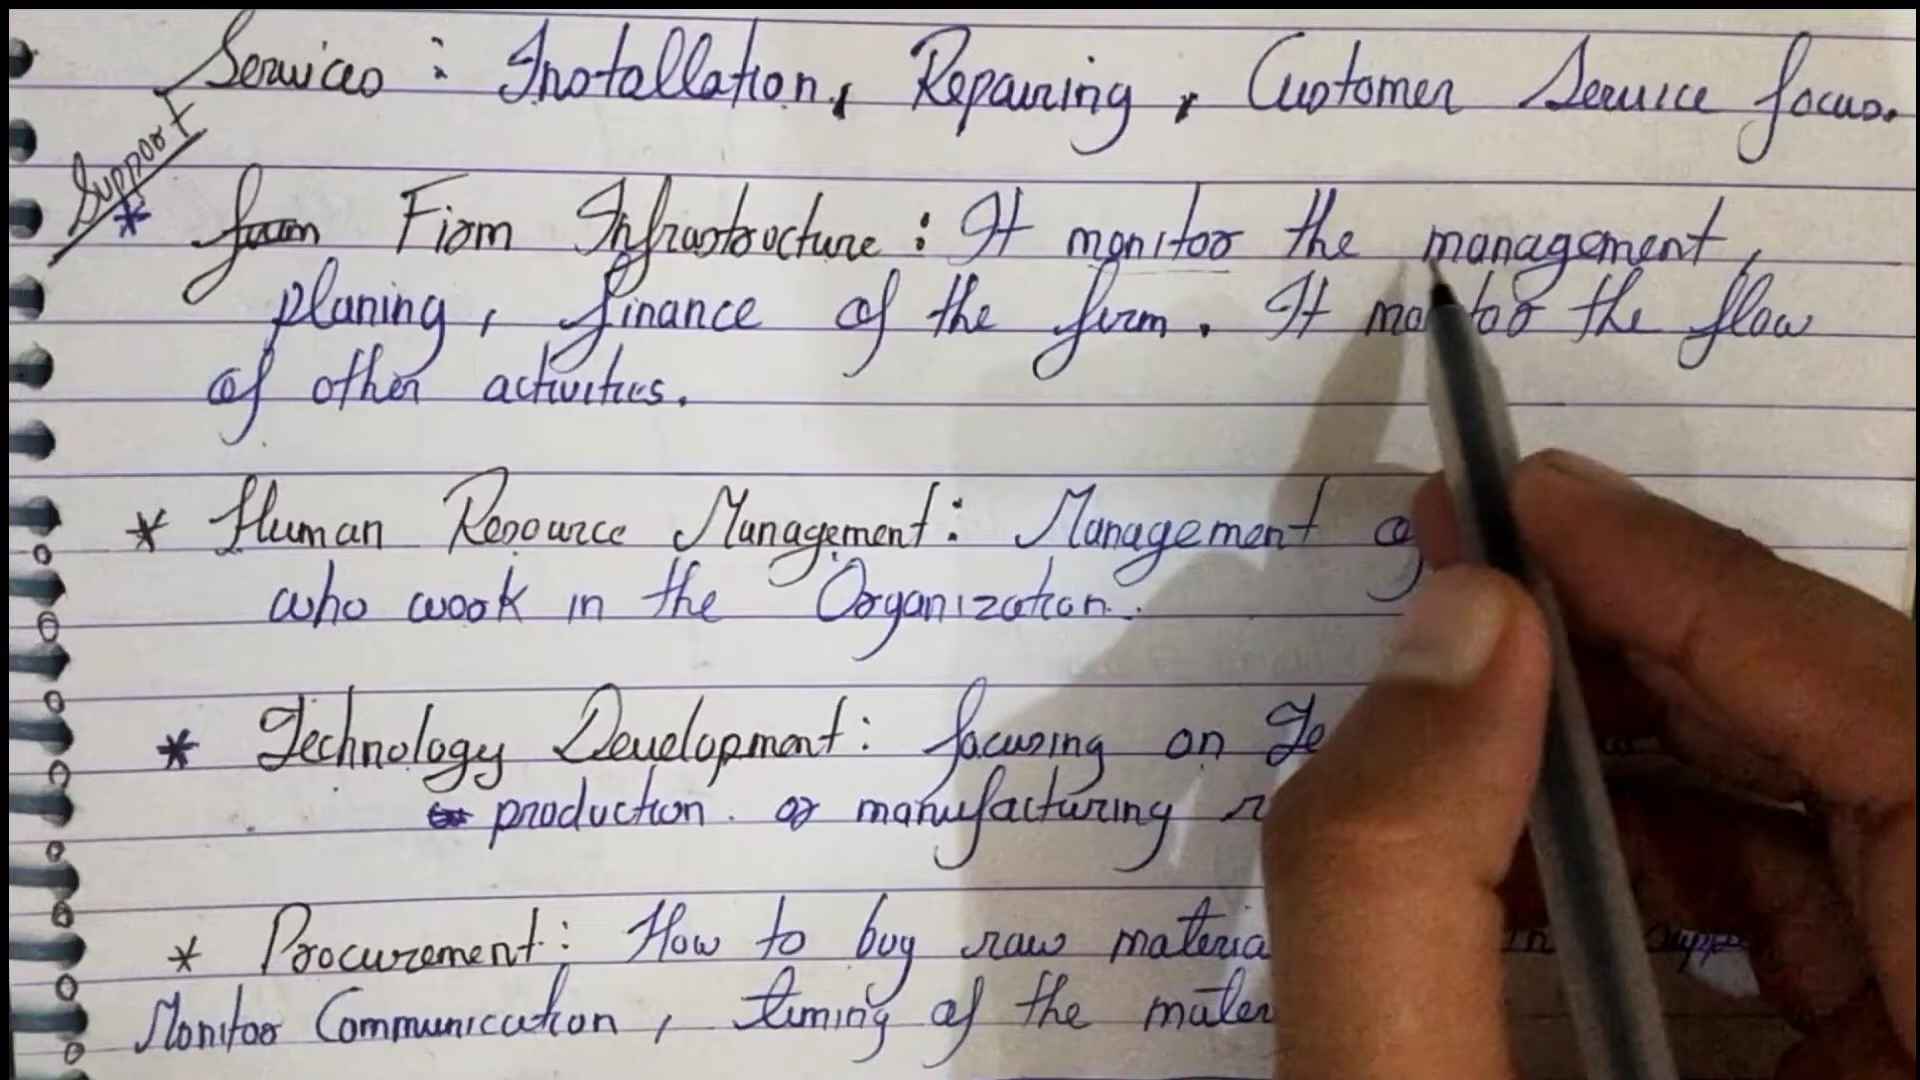 Services : Installation, Repairing, Customer Service focus.
Support
* Firm Infrastructure : It monitor the management,
planing, finance of the firm. It monitor the flow
of other activities.
* Human Resource Management : Management
who work in the Organization.
* Technology Development : focusing on
production or manufacturing
* Procurement : How to buy raw
Monitor Communication, timing of the